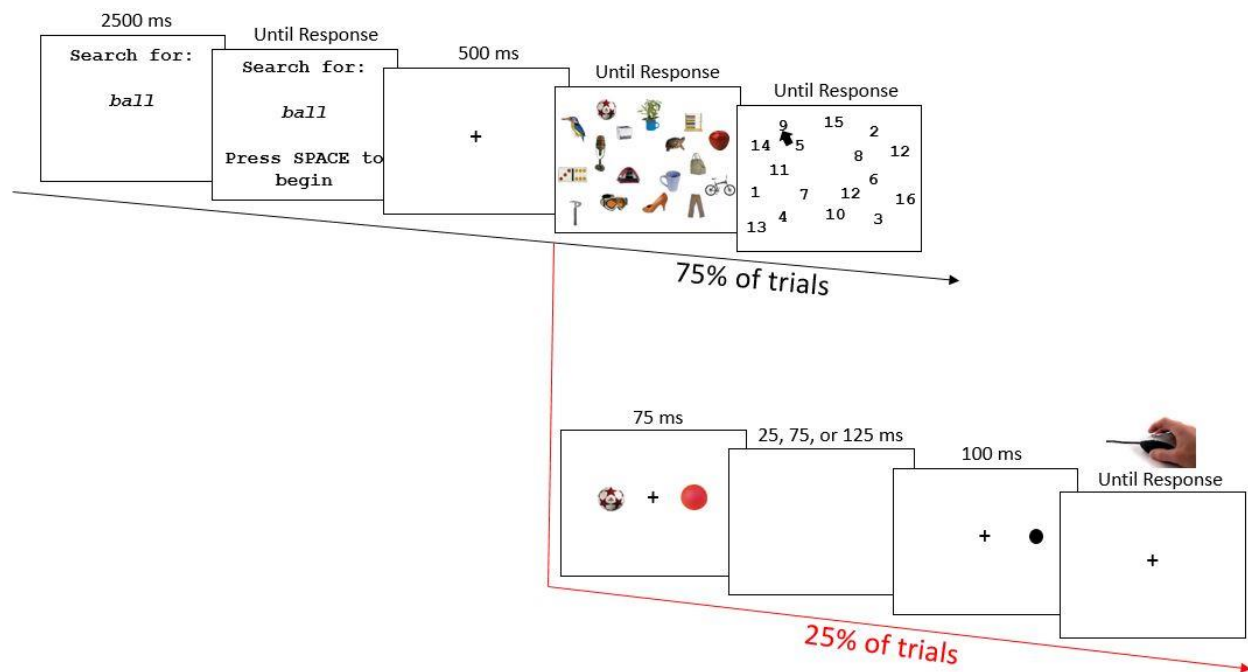 2500 ms
Search for:
ball
Until Response
Search for:
ball
Press SPACE to
begin
500 ms
+
Until Response
Until Response
9 15 2
14 5 8 12
11 6
1 7 12 16
13 4 10 3
75% of trials
75 ms
+
25, 75, or 125 ms
100 ms
+
Until Response
+
25% of trials